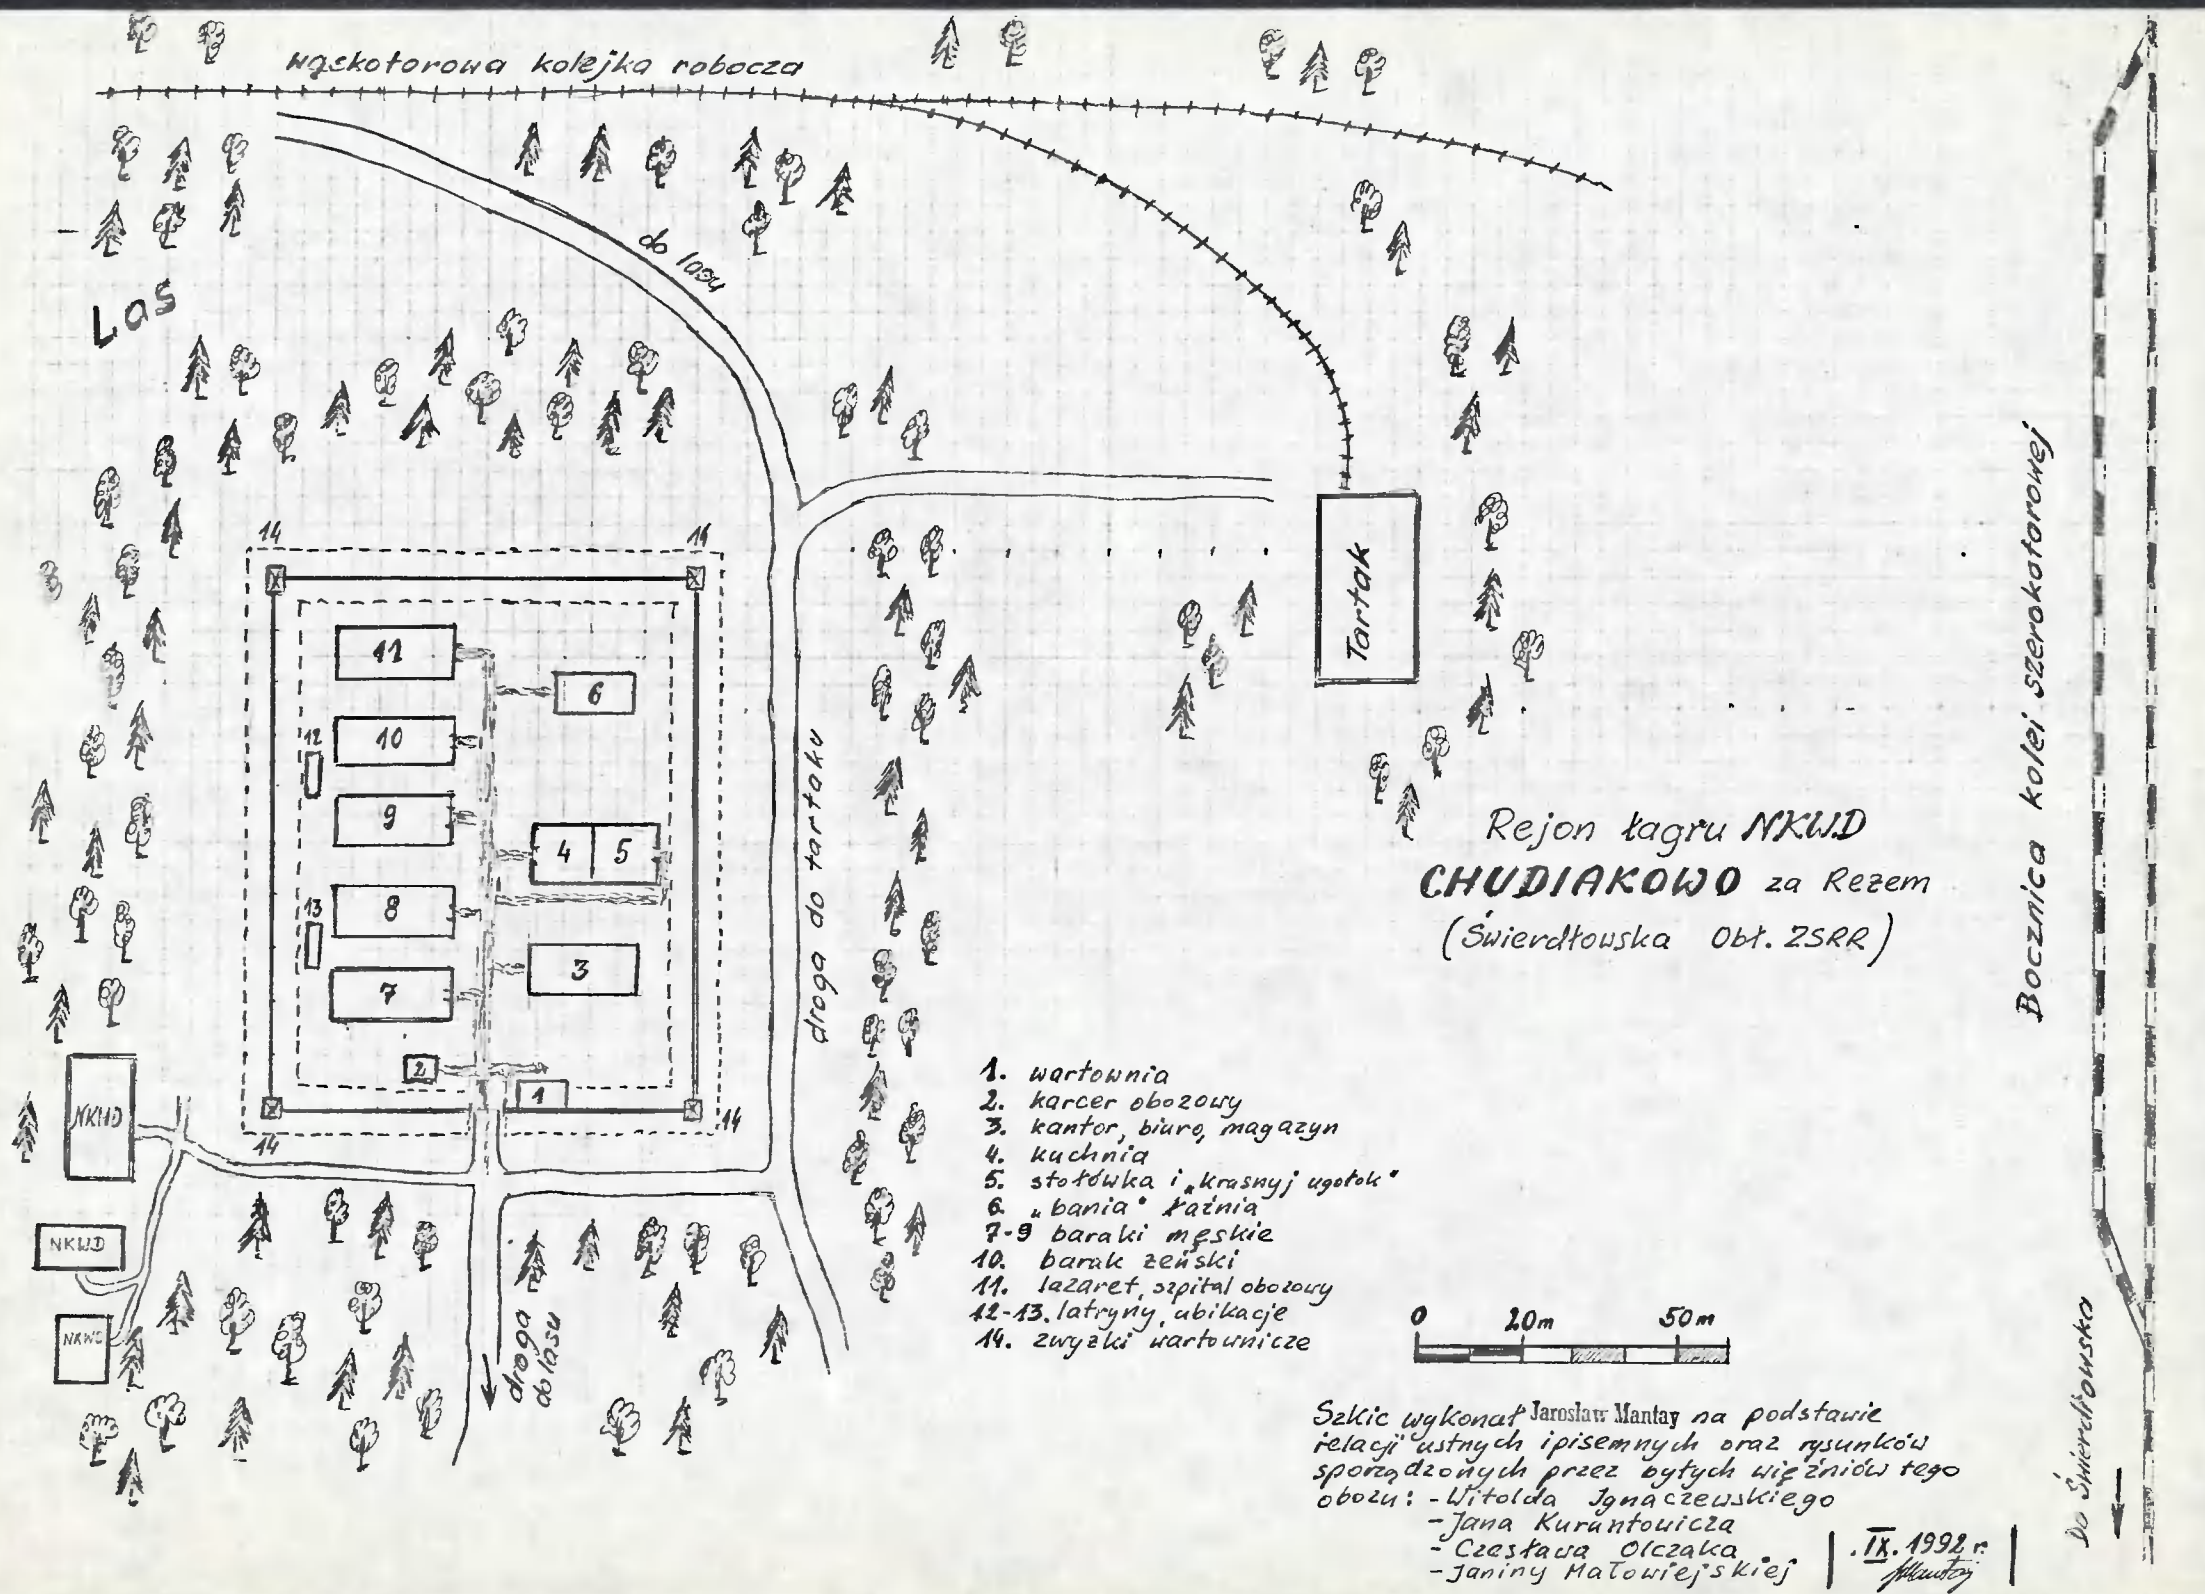 wąskotorowa kolejka robocza
do lasu
Las
14
14
11
6
12
10
9
4
5
13
8
3
7
2
1
14
14
droga do tartaku
Tartak
Bocznica kolei szerokotorowej
Rejon łagru NKWD
CHUDIAKOWO za Reżem
(Świerdłowska Obł. ZSRR)
NKWD
NKWD
NKWD
droga
do lasu
1. wartownia
2. karcer obozowy
3. kantor, biuro, magazyn
4. kuchnia
5. stołówka i „krasnyj ugołok"
6. „bania" łaźnia
7-9 baraki męskie
10. barak żeński
11. lazaret, szpital obozowy
12-13. latryny, ubikacje
14. zwyżki wartownicze
0 20m 50m
Szkic wykonał Jarosław Mantay na podstawie
relacji ustnych i pisemnych oraz rysunków
sporządzonych przez byłych więźniów tego
obozu: - Witolda Ignaczewskiego
- Jana Kuruntowicza
- Czesława Olczaka
- Janiny Małowiejskiej
IX. 1992 r.
JMantay
Do Świerdłowska